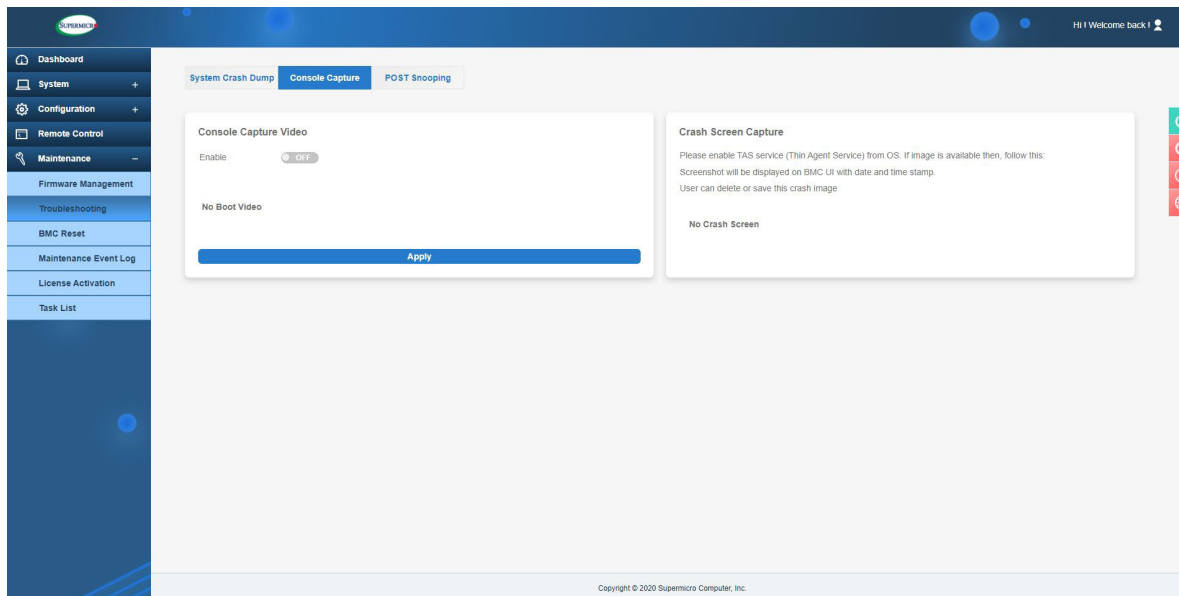 SUPERMICR
Hi ! Welcome back !
Dashboard
System +
Configuration +
Remote Control
Maintenance –
Firmware Management
Troubleshooting
BMC Reset
Maintenance Event Log
License Activation
Task List
System Crash Dump Console Capture POST Snooping
Console Capture Video
Enable OFF
No Boot Video
Apply
Crash Screen Capture
Please enable TAS service (Thin Agent Service) from OS. If image is available then, follow this:
Screenshot will be displayed on BMC UI with date and time stamp.
User can delete or save this crash image
No Crash Screen
Copyright © 2020 Supermicro Computer, Inc.